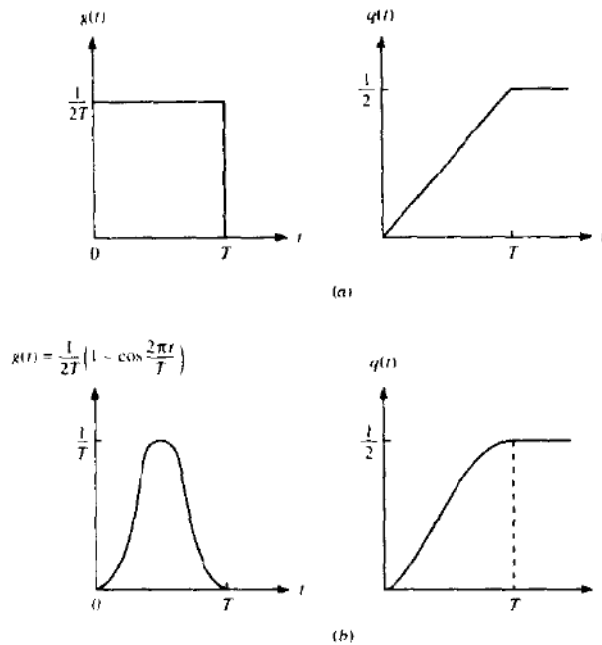 g(t)
q(t)
1/2T
1/2
0
T
t
T
(a)
g(t) = 1/2T (1 - cos 2πt/T)
q(t)
1/T
1/2
0
T
t
T
(b)